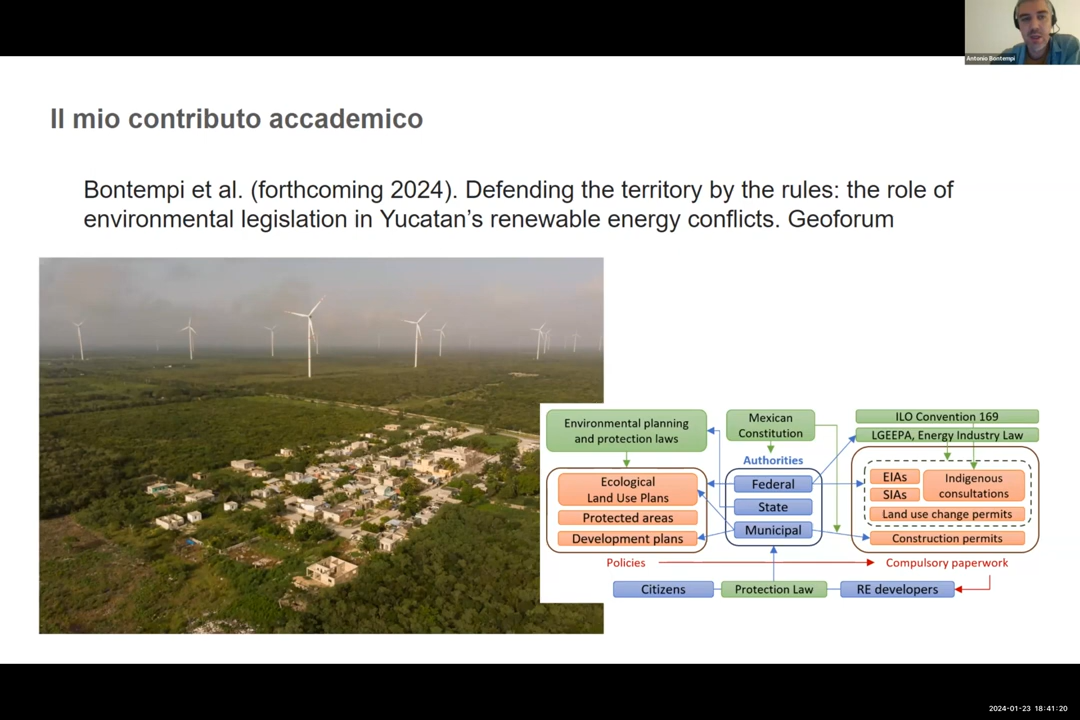 Antonio Bontempi
Il mio contributo accademico
Bontempi et al. (forthcoming 2024). Defending the territory by the rules: the role of
environmental legislation in Yucatan's renewable energy conflicts. Geoforum
Environmental planning
and protection laws
Mexican
Constitution
ILO Convention 169
LGEEPA, Energy Industry Law
Authorities
Ecological
Land Use Plans
Protected areas
Development plans
Federal
State
Municipal
EIAs
SIAs
Indigenous
consultations
Land use change permits
Construction permits
Policies
Compulsory paperwork
Citizens
Protection Law
RE developers
2024-01-23 18:41:20